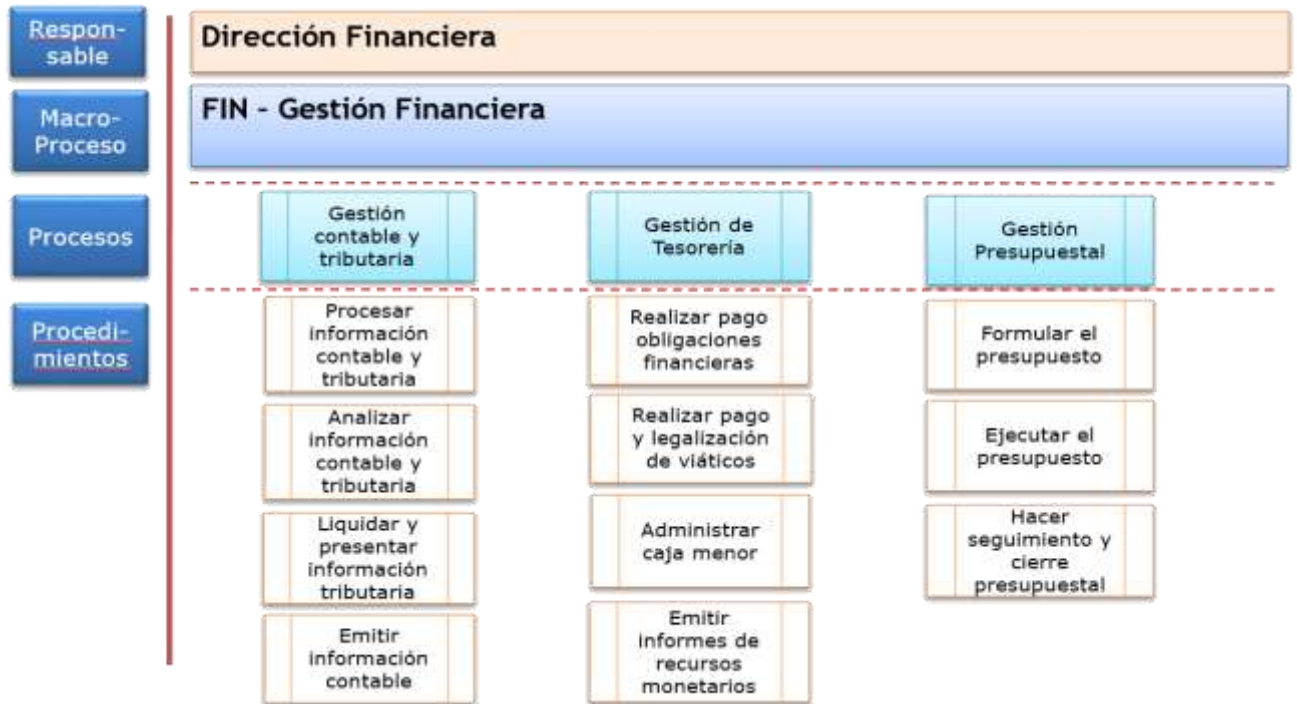 Respon-
sable
Dirección Financiera
Macro-
Proceso
FIN - Gestión Financiera
Procesos
Gestión
contable y
tributaria
Gestión de
Tesorería
Gestión
Presupuestal
Procedi-
mientos
Procesar
información
contable y
tributaria
Realizar pago
obligaciones
financieras
Formular el
presupuesto
Analizar
información
contable y
tributaria
Realizar pago
y legalización
de viáticos
Ejecutar el
presupuesto
Liquidar y
presentar
información
tributaria
Administrar
caja menor
Hacer
seguimiento y
cierre
presupuestal
Emitir
información
contable
Emitir
informes de
recursos
monetarios